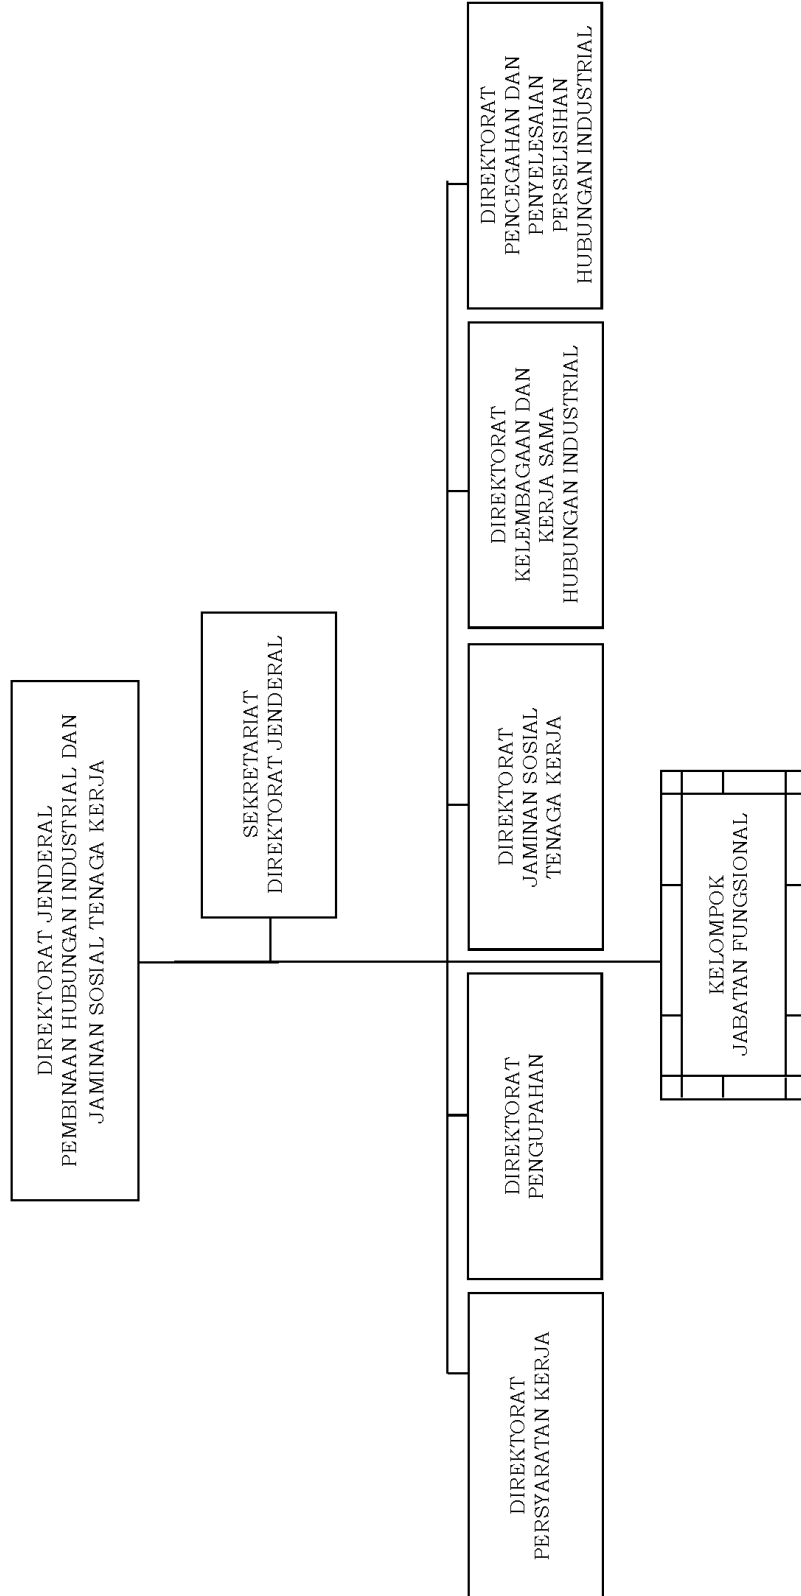 DIREKTORAT JENDERAL
PEMBINAAN HUBUNGAN INDUSTRIAL DAN
JAMINAN SOSIAL TENAGA KERJA
SEKRETARIAT
DIREKTORAT JENDERAL
DIREKTORAT
PERSYARATAN KERJA
DIREKTORAT
PENGUPAHAN
DIREKTORAT
JAMINAN SOSIAL
TENAGA KERJA
DIREKTORAT
KELEMBAGAAN DAN
KERJA SAMA
HUBUNGAN INDUSTRIAL
DIREKTORAT
PENCEGAHAN DAN
PENYELESAIAN
PERSELISIHAN
HUBUNGAN INDUSTRIAL
KELOMPOK
JABATAN FUNGSIONAL